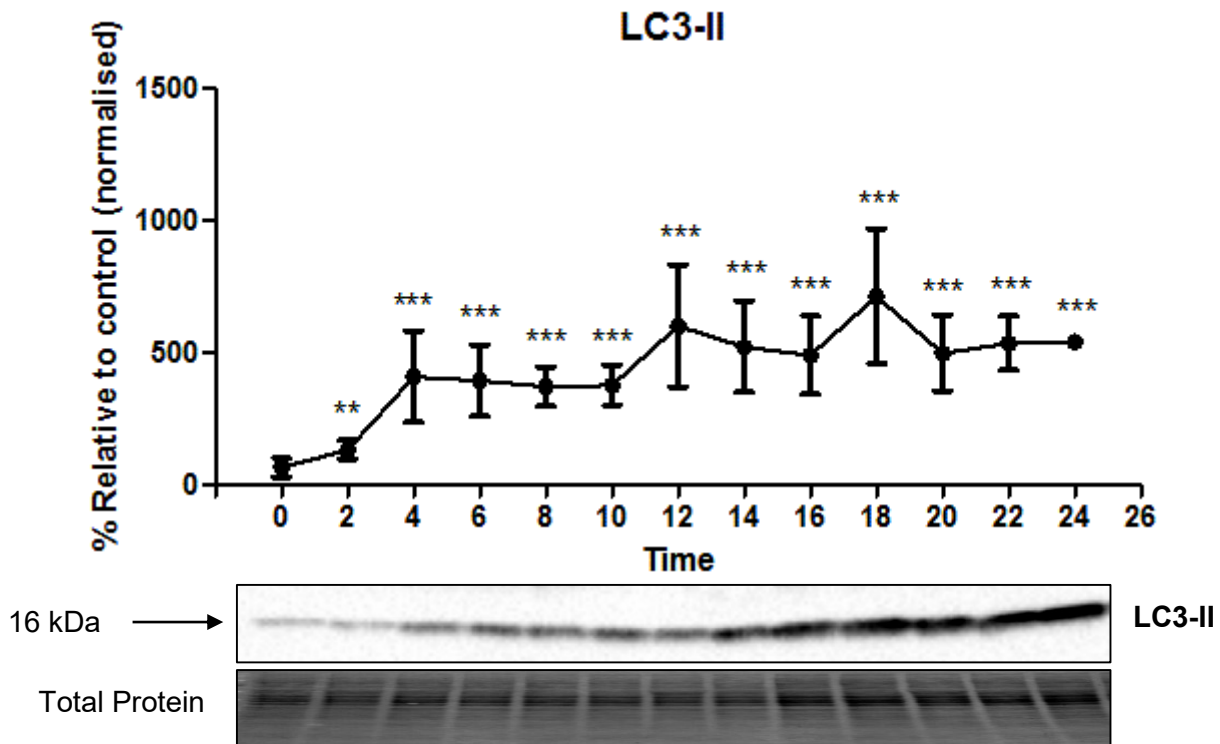 LC3-II
% Relative to control (normalised)
1500
1000
500
0
**
***
***
***
***
***
***
***
***
***
***
***
0 2 4 6 8 10 12 14 16 18 20 22 24 26
Time
16 kDa
LC3-II
Total Protein